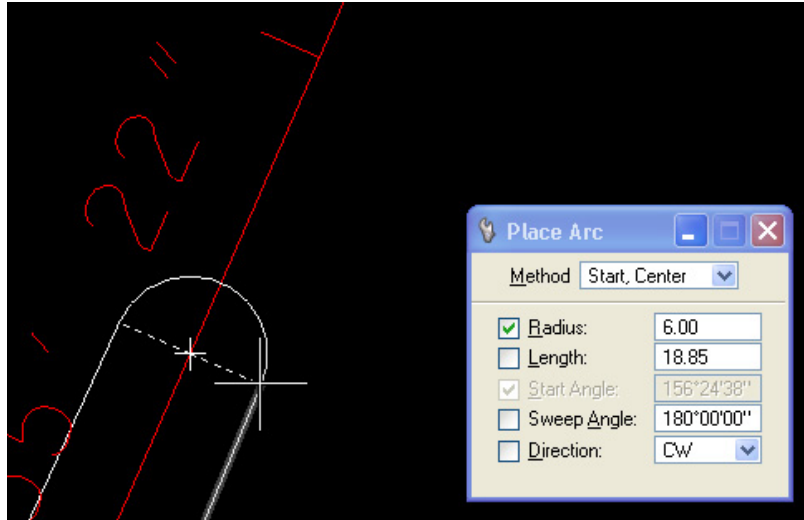 22"
Place Arc
Method Start, Center
Radius: 6.00
Length: 18.85
Start Angle: 156°24'38"
Sweep Angle: 180°00'00"
Direction: CW